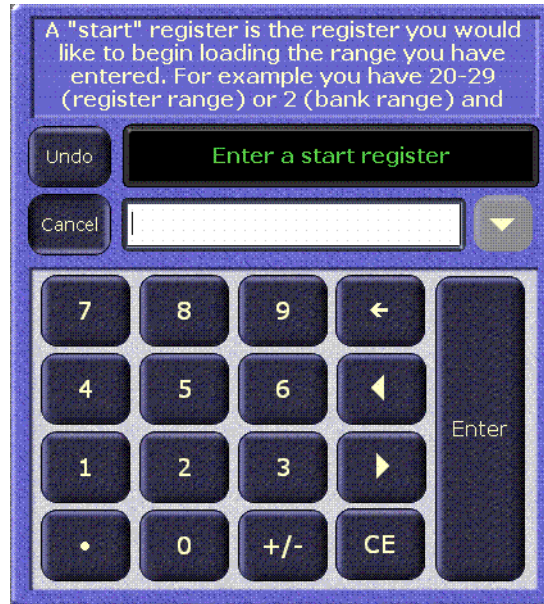 A "start" register is the register you would
like to begin loading the range you have
entered. For example you have 20-29
(register range) or 2 (bank range) and
Undo
Enter a start register
Cancel
7 8 9 ←
4 5 6
Enter
1 2 3
• 0 +/- CE